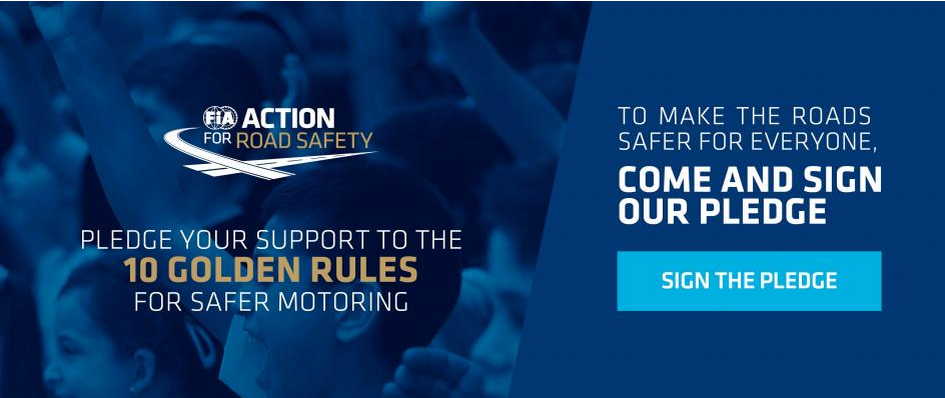 FiA ACTION
FOR ROAD SAFETY
PLEDGE YOUR SUPPORT TO THE
10 GOLDEN RULES
FOR SAFER MOTORING
TO MAKE THE ROADS
SAFER FOR EVERYONE,
COME AND SIGN
OUR PLEDGE
SIGN THE PLEDGE